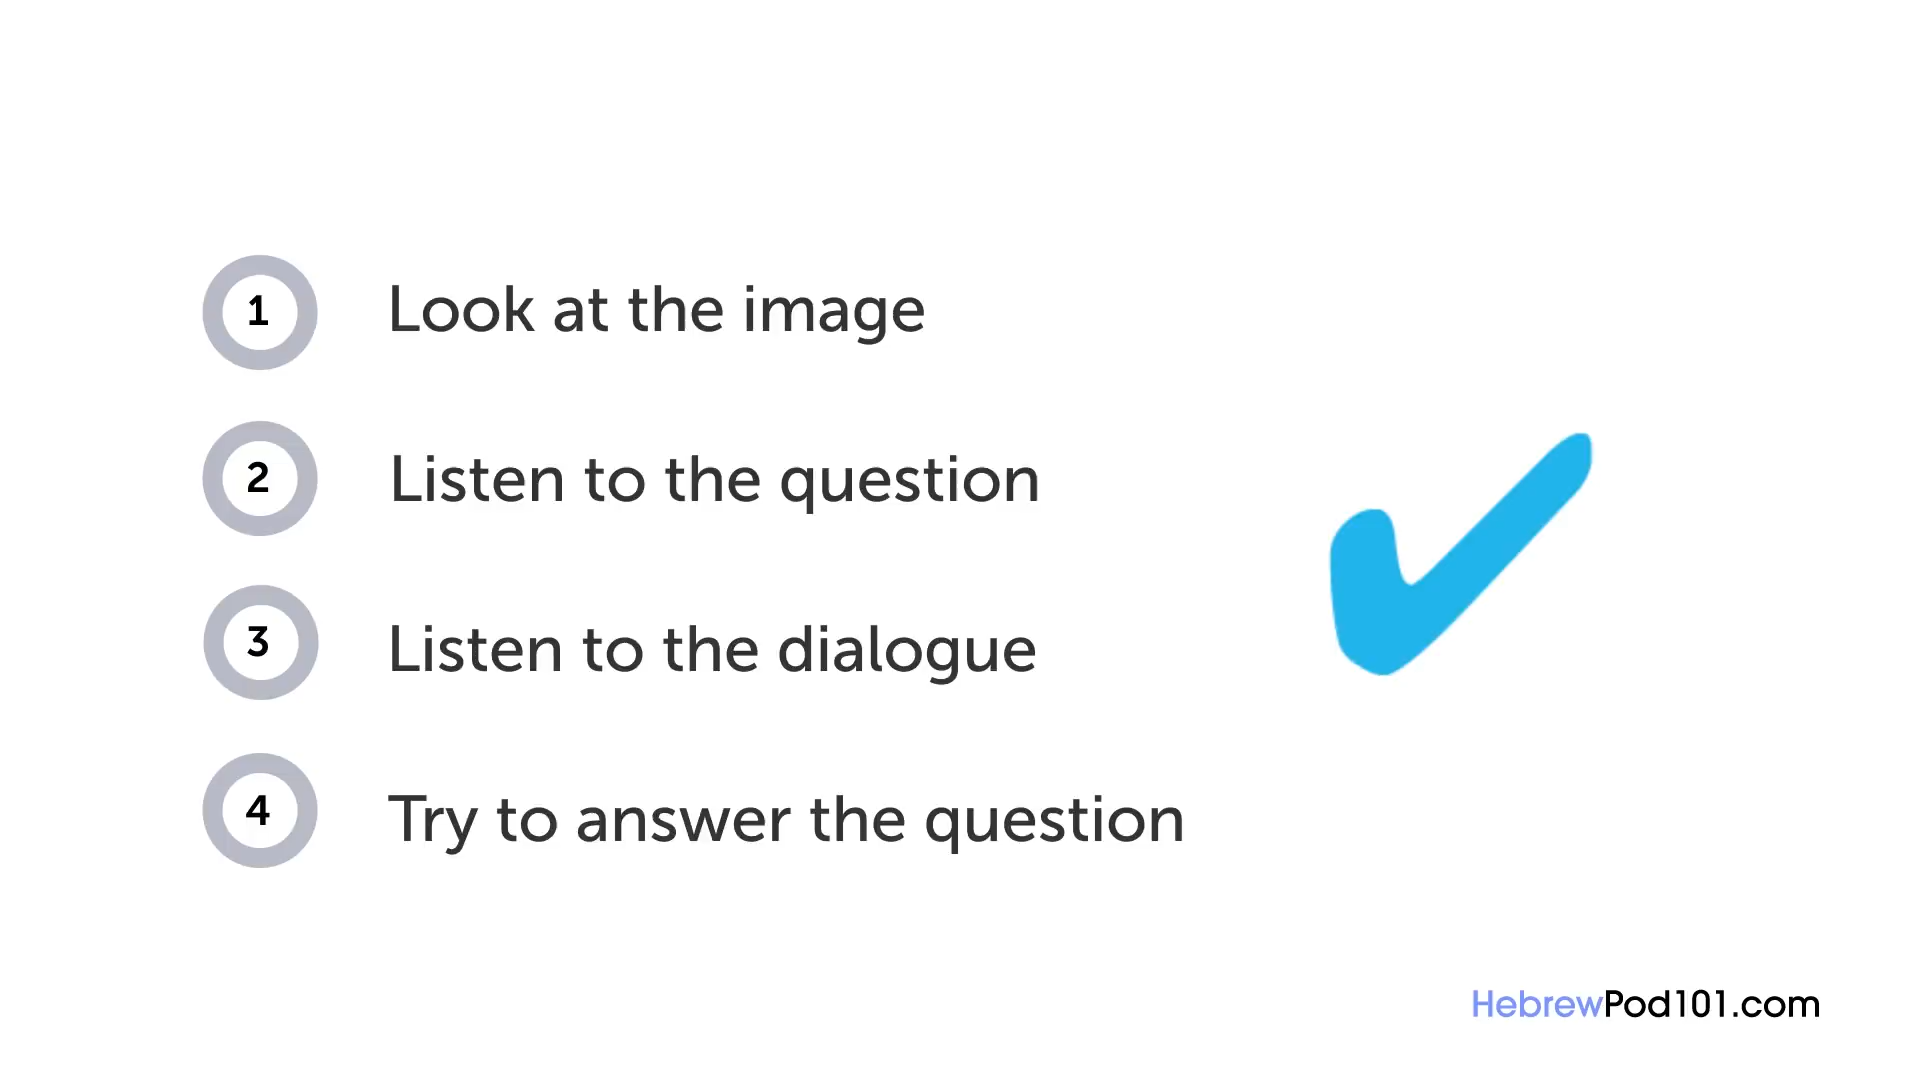 1 Look at the image
2 Listen to the question
3 Listen to the dialogue
4 Try to answer the question
HebrewPod101.com